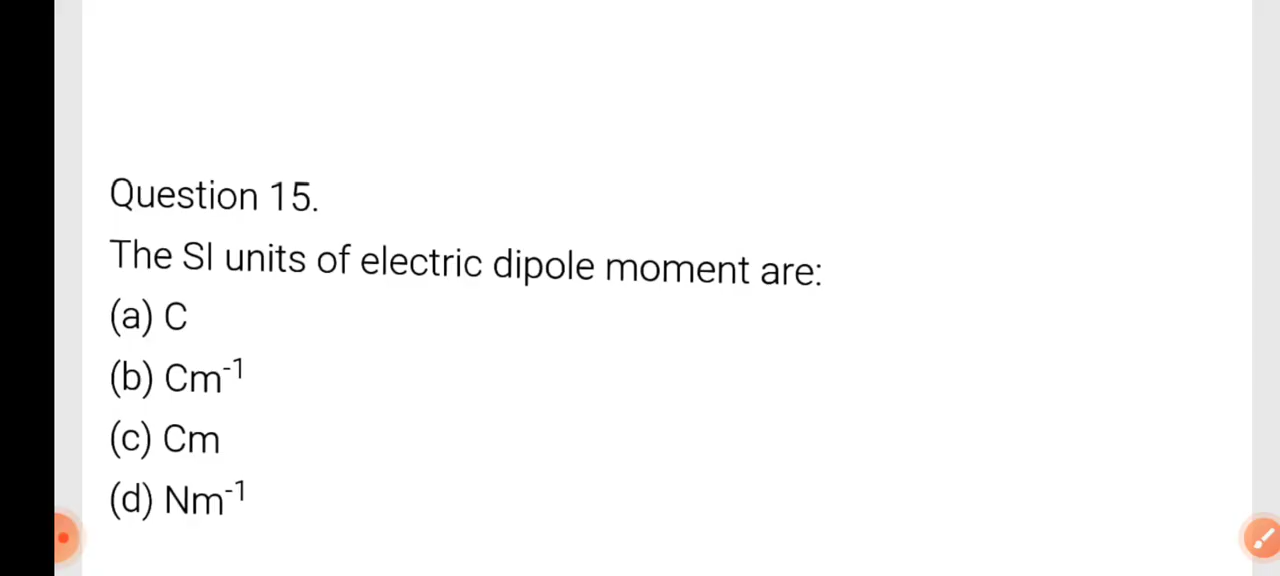 Question 15.
The SI units of electric dipole moment are:
(a) C
(b) Cm⁻¹
(c) Cm
(d) Nm⁻¹